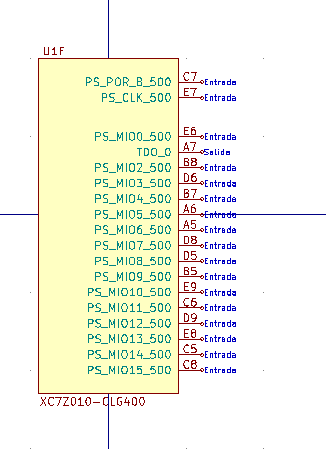 U1F
PS_POR_B_500 C7 Entrada
PS_CLK_500 E7 Entrada
PS_MIO0_500 E6 Entrada
TDO_0 A7 Salida
PS_MIO2_500 B8 Entrada
PS_MIO3_500 D6 Entrada
PS_MIO4_500 B7 Entrada
PS_MIO5_500 A6 Entrada
PS_MIO6_500 A5 Entrada
PS_MIO7_500 D8 Entrada
PS_MIO8_500 D5 Entrada
PS_MIO9_500 B5 Entrada
PS_MIO10_500 E9 Entrada
PS_MIO11_500 C6 Entrada
PS_MIO12_500 D9 Entrada
PS_MIO13_500 E8 Entrada
PS_MIO14_500 C5 Entrada
PS_MIO15_500 C8 Entrada
XC7Z010-CLG400